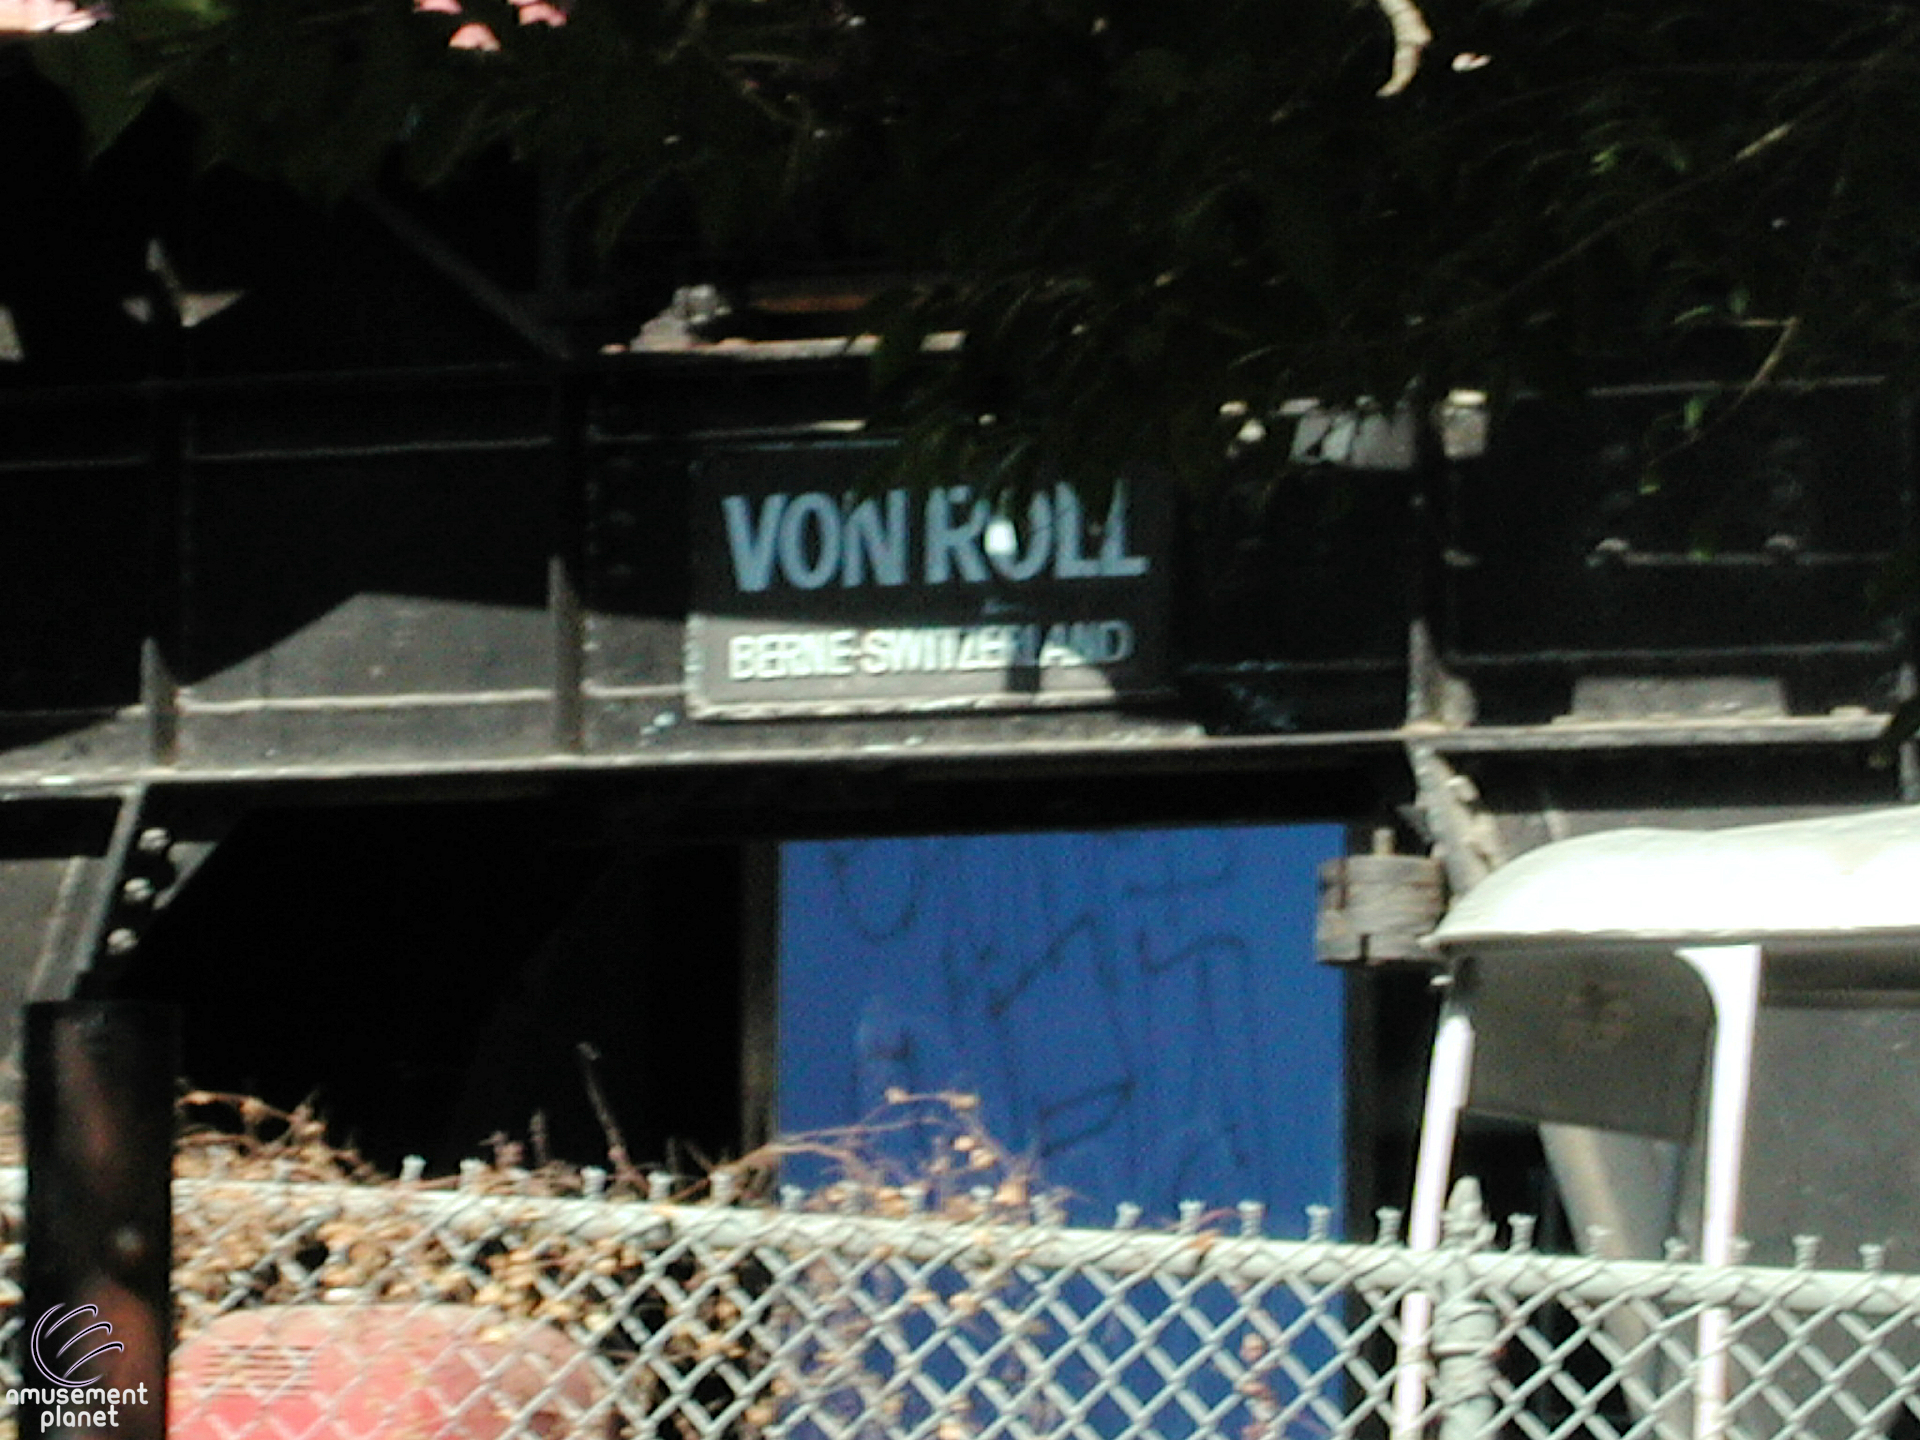 VON ROLL
BERNE-SWITZERLAND
amusement
planet